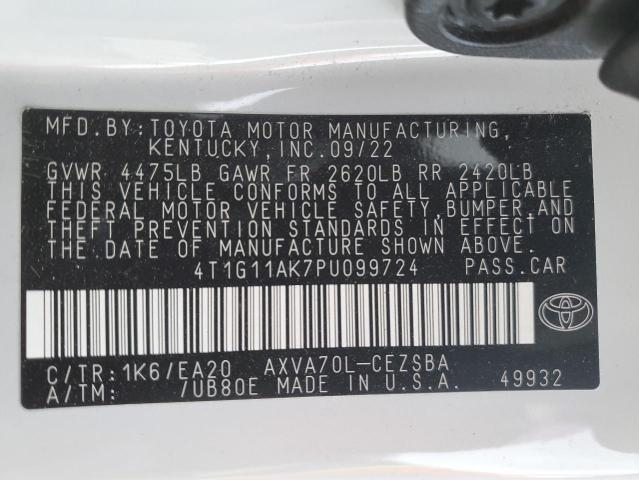 MFD.BY:TOYOTA MOTOR MANUFACTURING,
KENTUCKY,INC.09/22
GVWR 4475LB GAWR FR 2620LB RR 2420LB
THIS VEHICLE CONFORMS TO ALL APPLICABLE
FEDERAL MOTOR VEHICLE SAFETY,BUMPER,AND
THEFT PREVENTION STANDARDS IN EFFECT ON
THE DATE OF MANUFACTURE SHOWN ABOVE.
4T1G11AK7PU099724 PASS.CAR
C/TR:1K6/EA20 AXVA70L-CEZSBA
A/TM: /UB80E MADE IN U.S.A. 49932